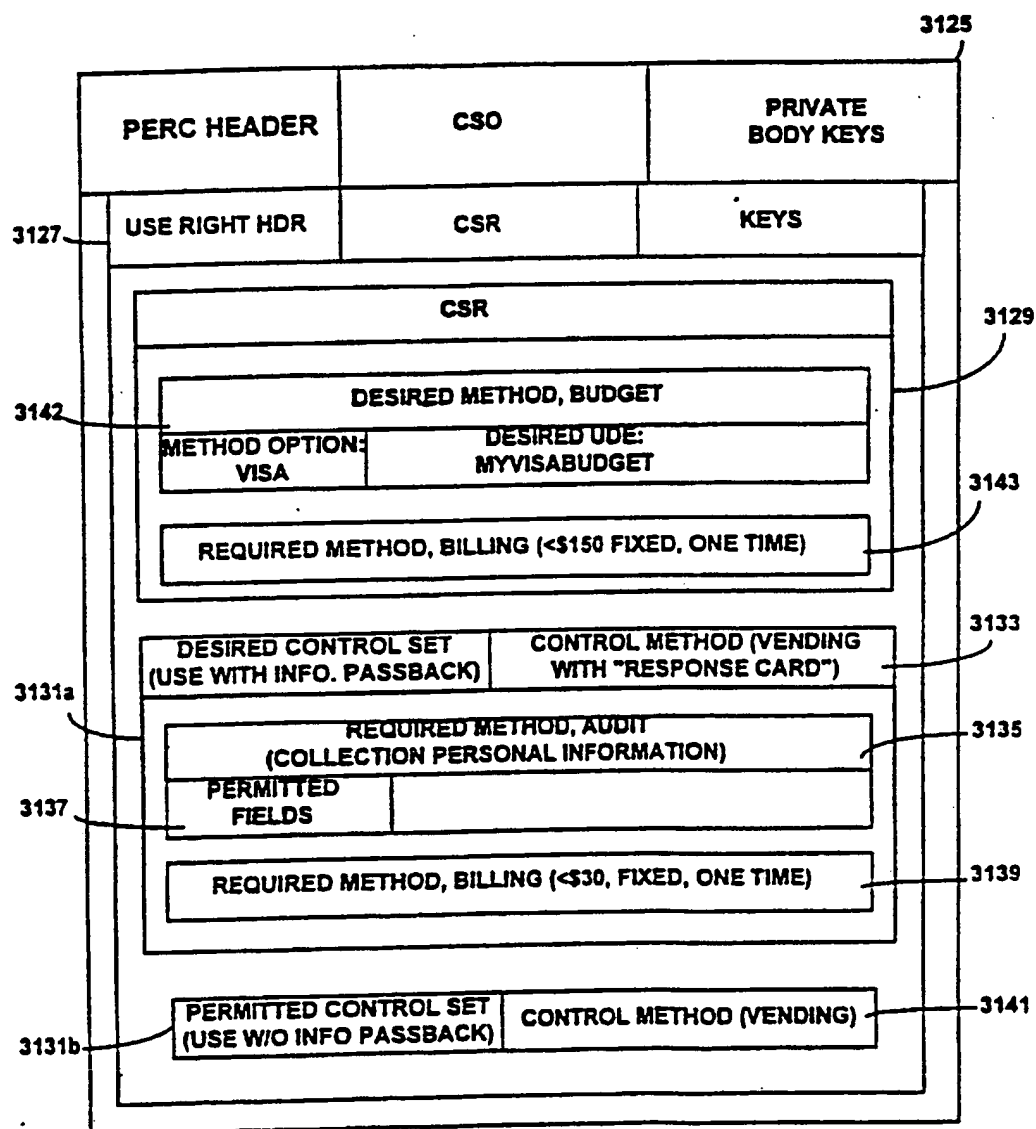 3125
PERC HEADER
CSO
PRIVATE
BODY KEYS
3127
USE RIGHT HDR
CSR
KEYS
CSR
3129
DESIRED METHOD, BUDGET
3142
METHOD OPTION:
VISA
DESIRED UDE:
MYVISABUDGET
3143
REQUIRED METHOD, BILLING (<$150 FIXED, ONE TIME)
3133
DESIRED CONTROL SET
(USE WITH INFO. PASSBACK)
CONTROL METHOD (VENDING
WITH "RESPONSE CARD")
3131a
REQUIRED METHOD, AUDIT
(COLLECTION PERSONAL INFORMATION)
3135
3137
PERMITTED
FIELDS
REQUIRED METHOD, BILLING (<$30, FIXED, ONE TIME)
3139
3131b
PERMITTED CONTROL SET
(USE W/O INFO PASSBACK)
CONTROL METHOD (VENDING)
3141